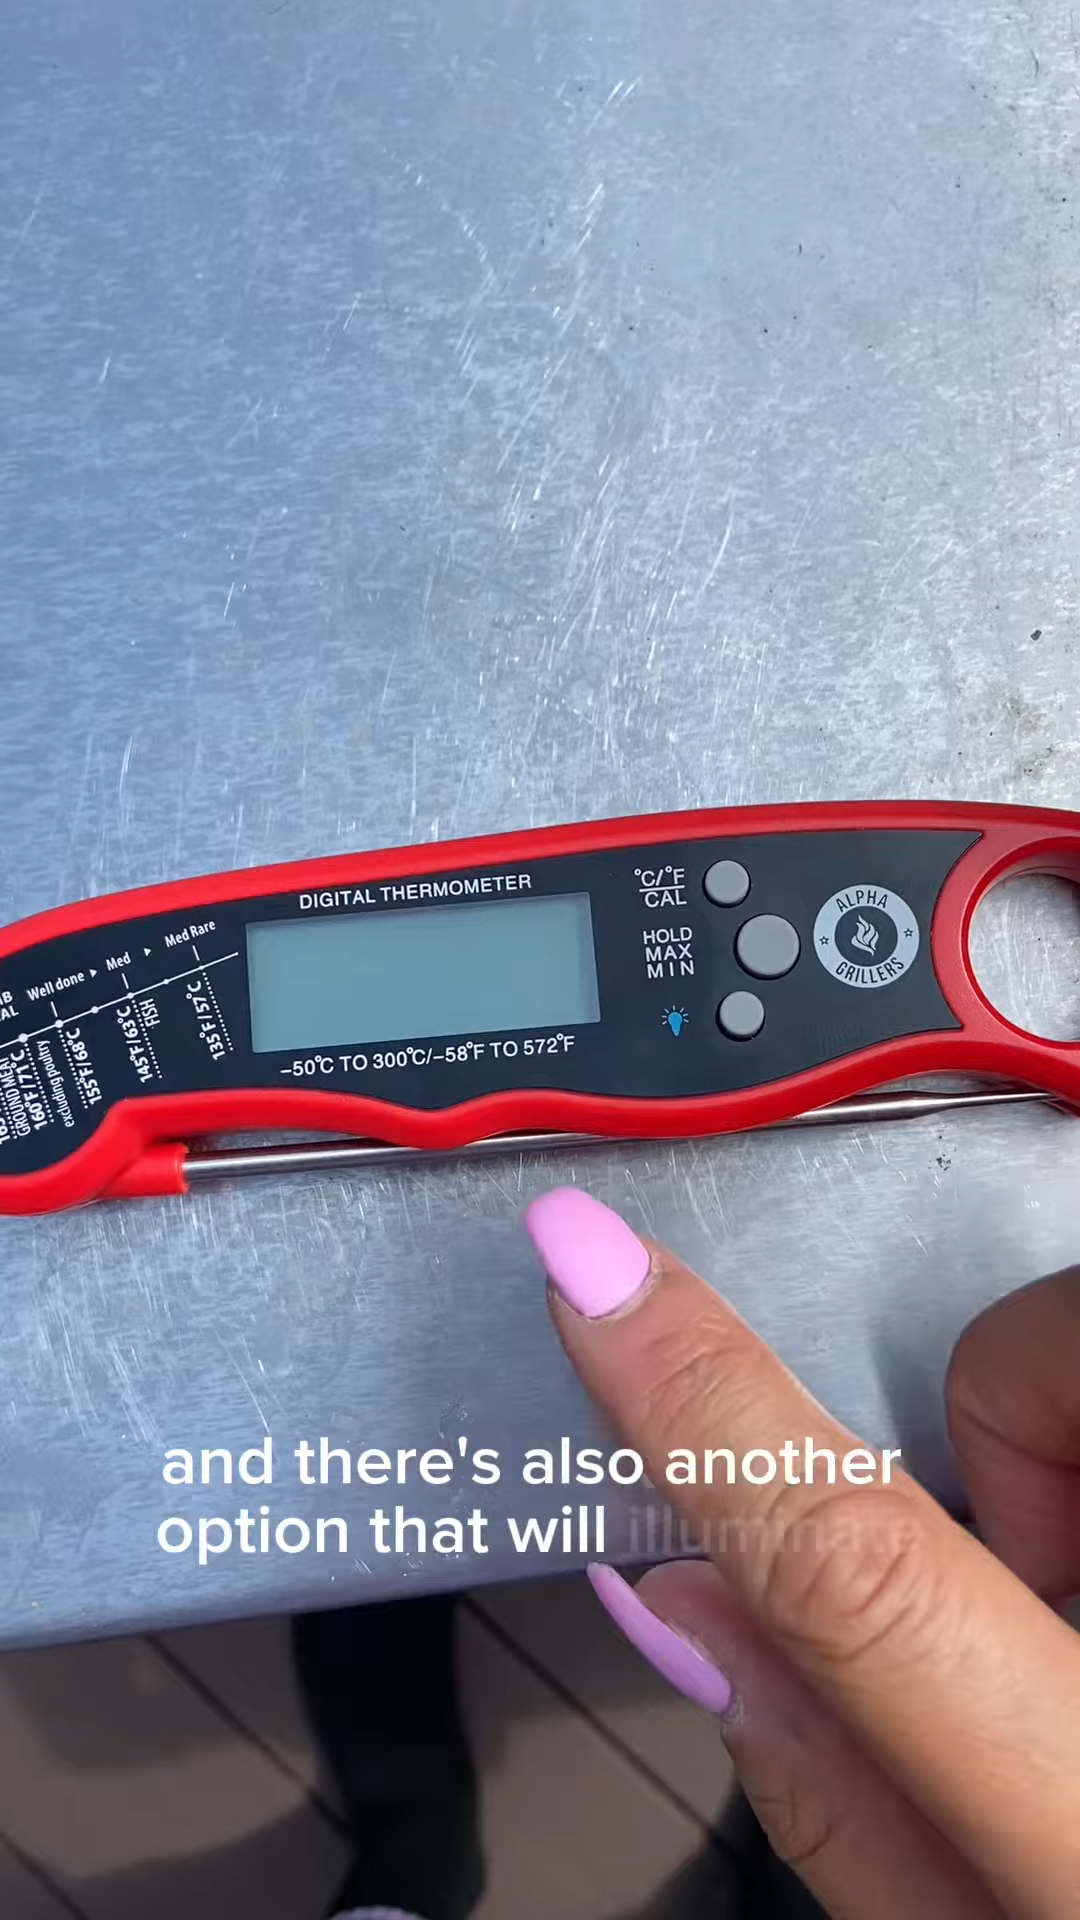 DIGITAL THERMOMETER
-50°C TO 300°C/-58°F TO 572°F
Well done
Med
Med Rare
135°F/57°C
FISH
145°F/63°C
155°F/68°C
excluding poultry
GROUND MEAT
160°F/71°C
°C/°F
CAL
HOLD
MAX
MIN
ALPHA
GRILLERS
and there's also another
option that will illuminate